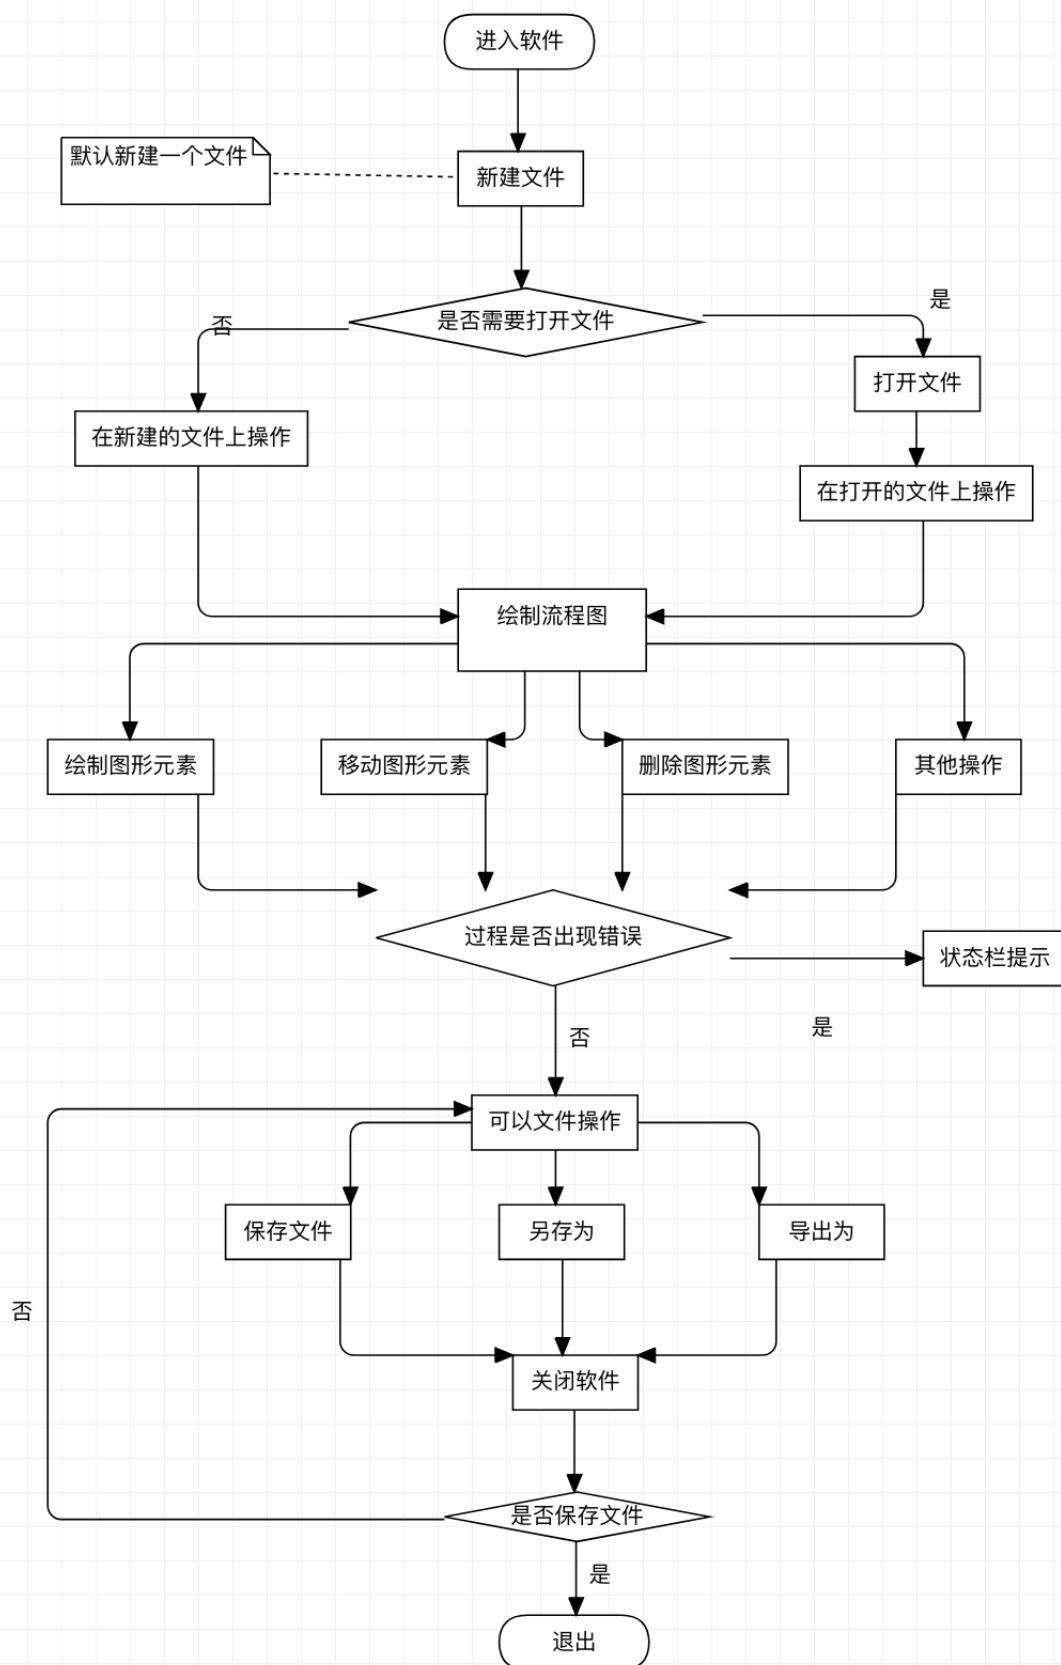 进入软件
默认新建一个文件
新建文件
是否需要打开文件
是
否
打开文件
在新建的文件上操作
在打开的文件上操作
绘制流程图
绘制图形元素
移动图形元素
删除图形元素
其他操作
过程是否出现错误
状态栏提示
是
否
可以文件操作
保存文件
另存为
导出为
否
关闭软件
是否保存文件
是
退出